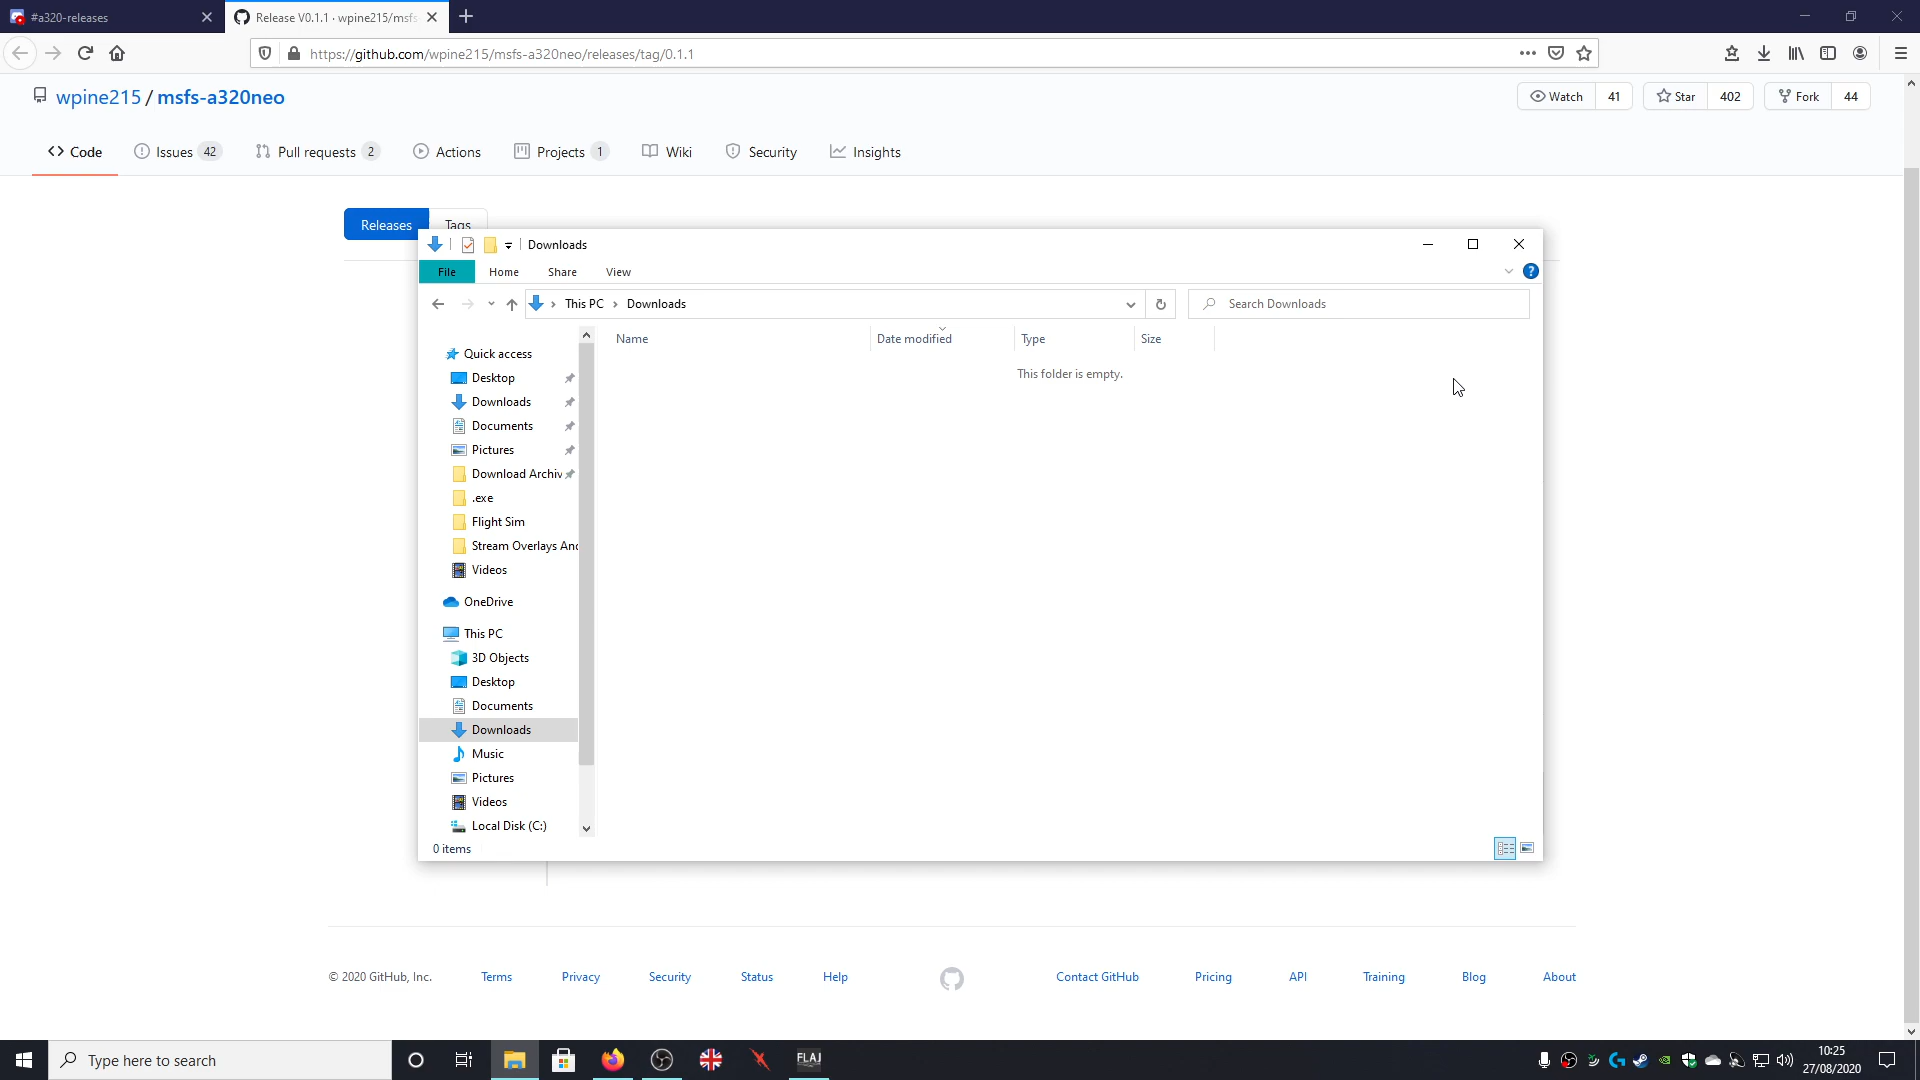 #a320-releases
Release V0.1.1 · wpine215/msfs-
https://github.com/wpine215/msfs-a320neo/releases/tag/0.1.1
wpine215 / msfs-a320neo
Watch 41
Star 402
Fork 44
Code
Issues 42
Pull requests 2
Actions
Projects 1
Wiki
Security
Insights
Releases
Tags
Downloads
File
Home
Share
View
This PC
Downloads
Search Downloads
Name
Date modified
Type
Size
This folder is empty.
Quick access
Desktop
Downloads
Documents
Pictures
Download Archiv
.exe
Flight Sim
Stream Overlays And
Videos
OneDrive
This PC
3D Objects
Desktop
Documents
Downloads
Music
Pictures
Videos
Local Disk (C:)
0 items
© 2020 GitHub, Inc.
Terms
Privacy
Security
Status
Help
Contact GitHub
Pricing
API
Training
Blog
About
Type here to search
FLAJ
10:25
27/08/2020